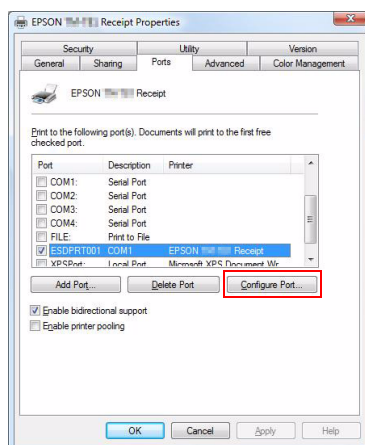 EPSON Receipt Properties
Security Utility Version
General Sharing Ports Advanced Color Management
EPSON Receipt
Print to the following port(s). Documents will print to the first free
checked port.
Port Description Printer
COM1: Serial Port
COM2: Serial Port
COM3: Serial Port
COM4: Serial Port
FILE: Print to File
ESDPRT001 COM1 EPSON Receipt
XPSPort: Local Port Microsoft XPS Document Wr
Add Port... Delete Port Configure Port...
Enable bidirectional support
Enable printer pooling
OK Cancel Apply Help